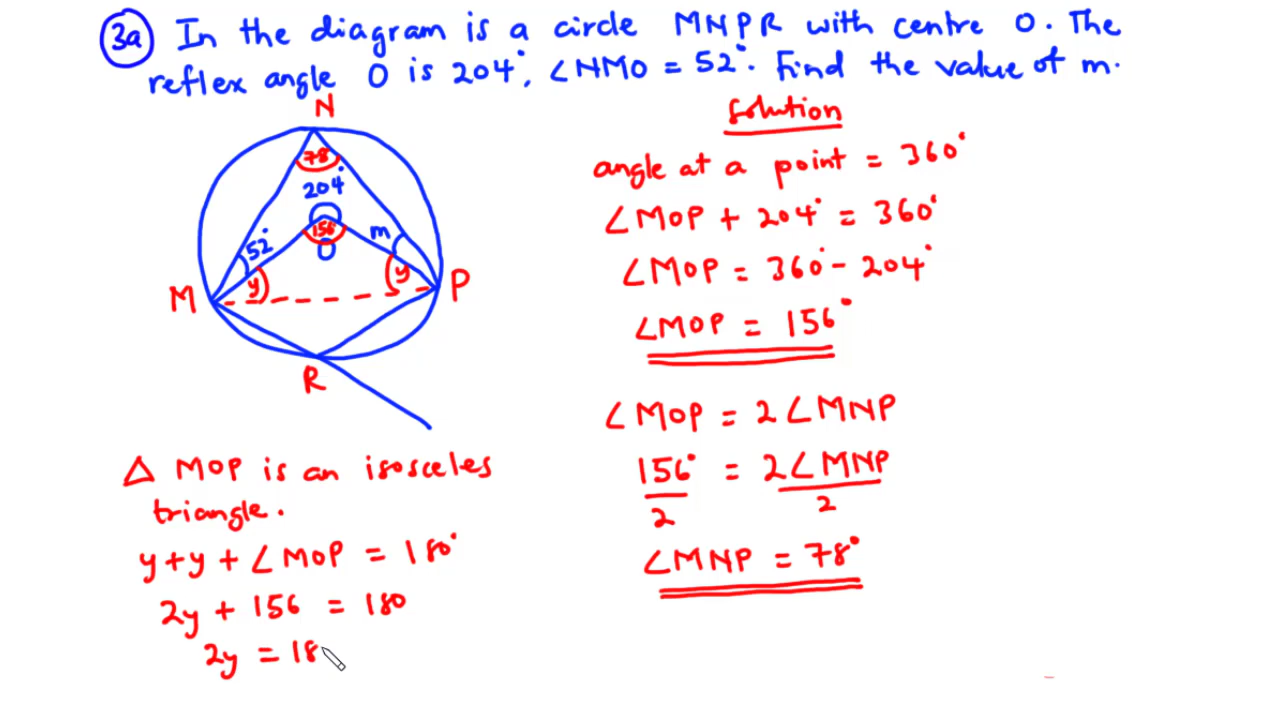 3a In the diagram is a circle MNPR with centre O. The
reflex angle O is 204°, ∠NMO = 52°. Find the value of m.
N
78
204°
156
O
m
52°
y
y
M
P
R
Solution
angle at a point = 360°
∠MOP + 204° = 360°
∠MOP = 360° - 204°
∠MOP = 156°
∠MOP = 2∠MNP
156°/2 = 2∠MNP/2
∠MNP = 78°
△ MOP is an isosceles
triangle.
y+y + ∠MOP = 180°
2y + 156 = 180
2y = 18